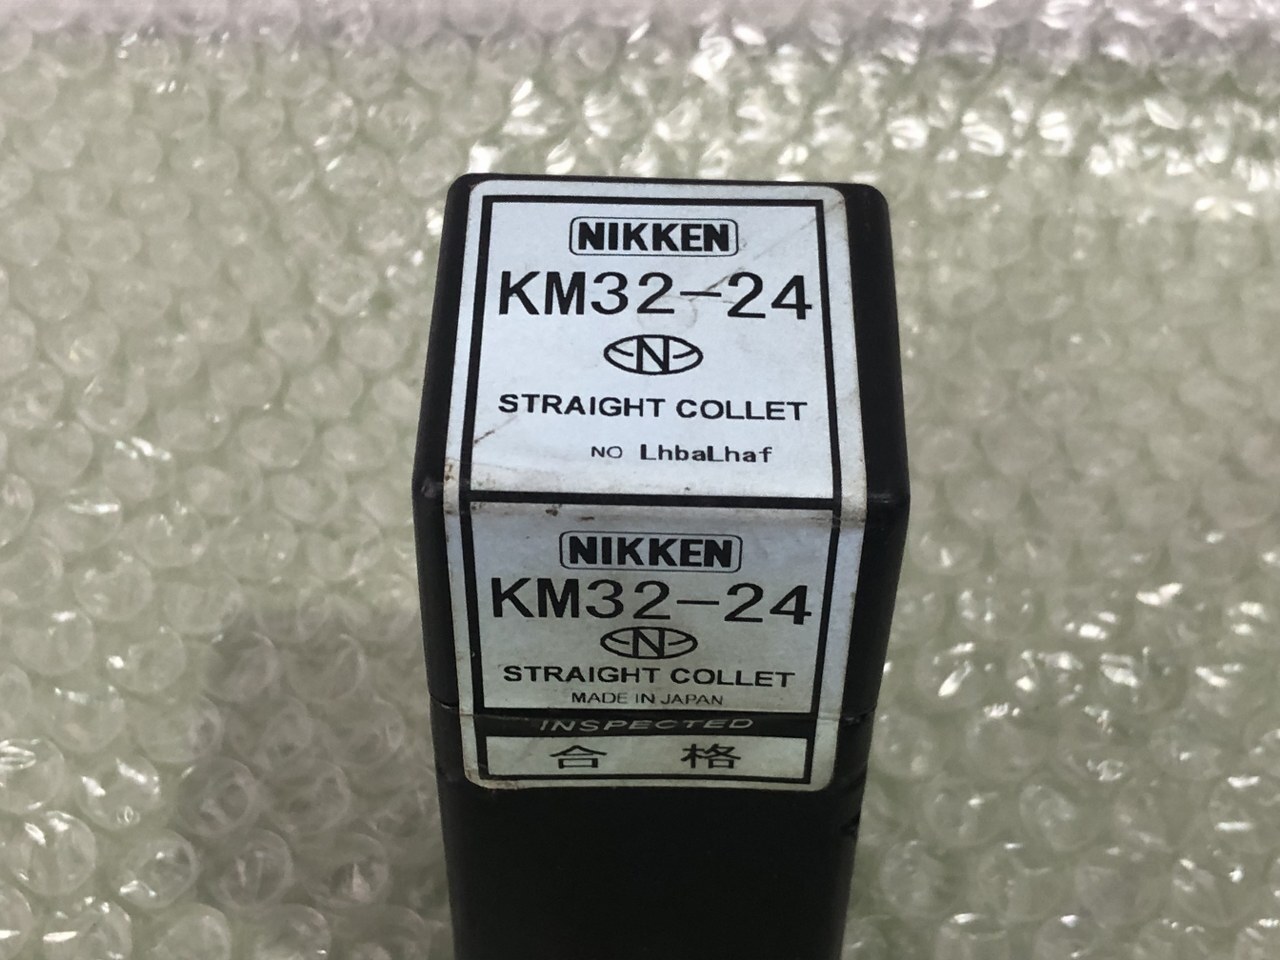 NIKKEN
KM32-24
N
STRAIGHT COLLET
NO LhbaLhaf
NIKKEN
KM32-24
N
STRAIGHT COLLET
MADE IN JAPAN
INSPECTED
合格